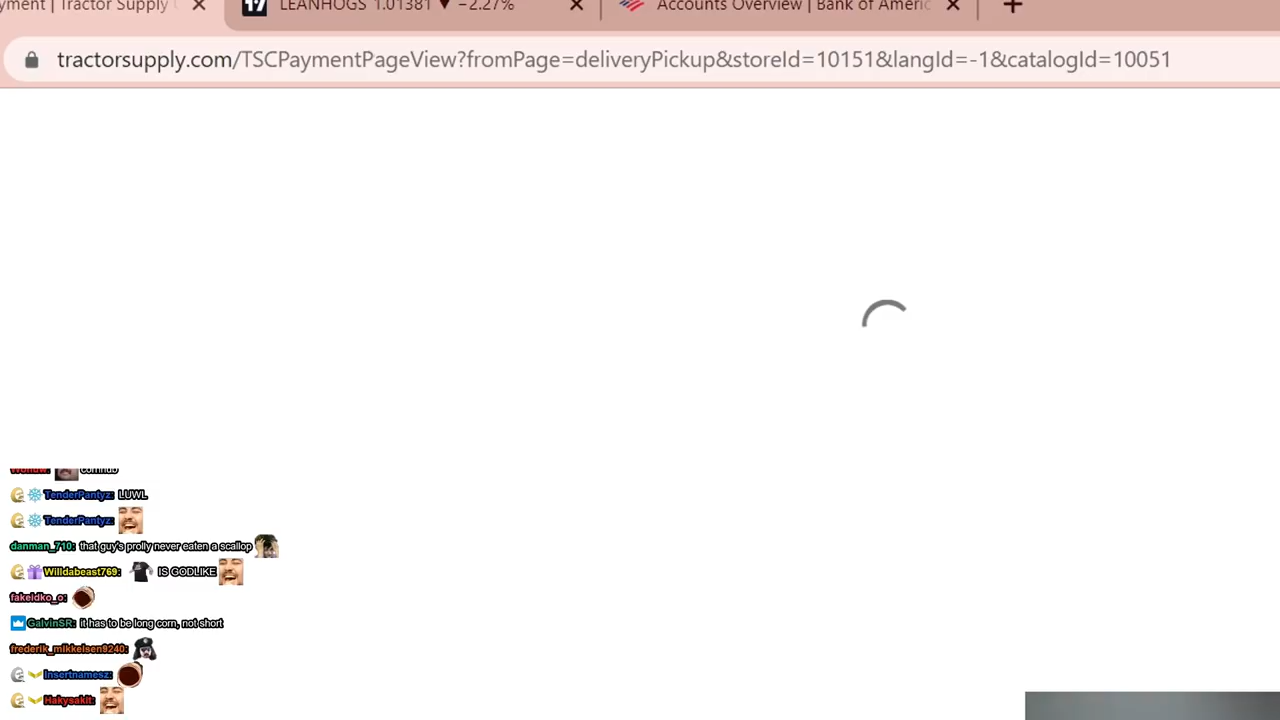 yment | Tractor Supply
LEANHOGS 1.01381 ▼ −2.27%
Accounts Overview | Bank of Americ
tractorsupply.com/TSCPaymentPageView?fromPage=deliveryPickup&storeId=10151&langId=-1&catalogId=10051
cornhub
TenderPantyz: LUWL
TenderPantyz:
danman_710: that guy's prolly never eaten a scallop
Willdabeast769: IS GODLIKE
fakeidko_o:
GalvinSR: it has to be long corn, not short
frederik_mikkelsen9240:
Insertnamesz:
Hakysakit: